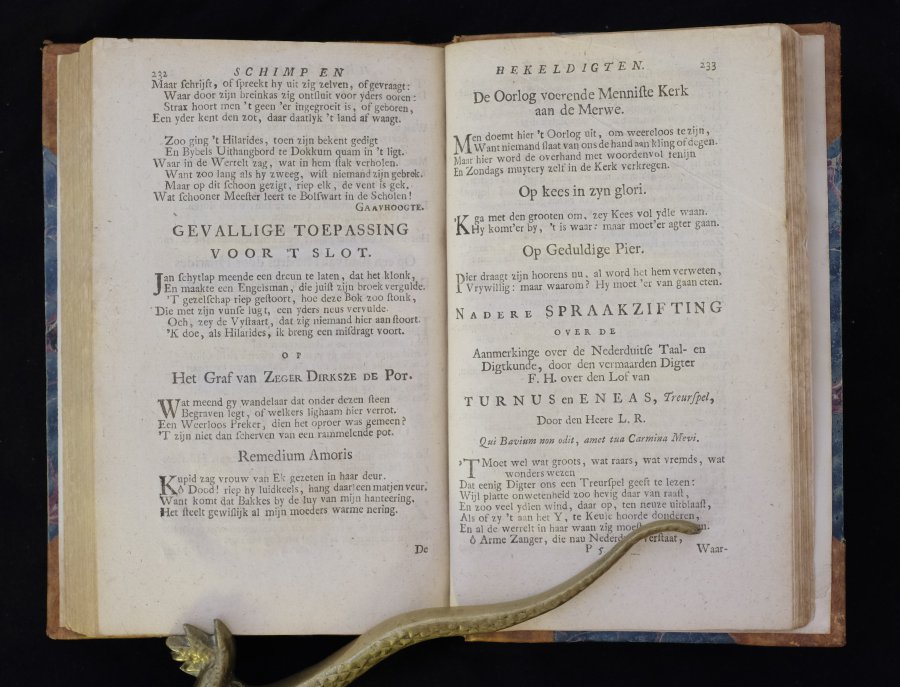 232 SCHIMP EN
Maar schrijft, of spreekt hy uit zig zelven, of gevraagt:
Waar door zijn breinkas zig ontsluit voor yders ooren:
Strax hoort men 't geen 'er ingegroeit is, of geboren,
Een yder kent den zot, daar daatlyk 't land af waagt.
Zoo ging 't Hilarides, toen zijn bekent gedigt
En Bybels Uithangbord te Dokkum quam in 't ligt.
Waar in de Werrelt zag, wat in hem stak verholen.
Want zoo lang als hy zweeg, wist niemand zijn gebrek.
Maar op dit schoon gezigt, riep elk, de vent is gek.
Wat schooner Meester leert te Bolswart in de Scholen!
GAAVHOOGTE.
GEVALLIGE TOEPASSING
VOOR 'T SLOT.
Jan schytlap meende een dreun te laten, dat het klonk,
En maakte een Engelsman, die juist zijn broek vergulde.
'T gezelschap riep gestoort, hoe deze Bok zoo stonk,
Die met zijn vunse lugt, een yders neus vervulde.
Och, zey de Vystaart, dat zig niemand hier aan stoort.
'K doe, als Hilarides, ik breng een misdragt voort.
OP
Het Graf van ZEGER DIRKSZE DE POT.
Wat meend gy wandelaar dat onder dezen steen
Begraven legt, of welkers lighaam hier verrot.
Een Weerloos Preker, dien het oproer was gemeen?
'T zijn niet dan scherven van een rammelende pot.
Remedium Amoris
Kupid zag vrouw van Ek gezeten in haar deur.
ô Dood! riep hy luidkeels, hang daar een matjen veur.
Want komt dat Bakkes by de luy van mijn hanteering,
Het steelt gewislijk al mijn moeders warme nering.
De
HEKELDIGTEN. 233
De Oorlog voerende Menniste Kerk
aan de Merwe.
Men doemt hier 't Oorlog uit, om weereloos te zijn,
Want niemand slaat van ons de hand aan kling of degen.
Maar hier word de overhand met woordenvol fenijn
En Zondags muytery zelf in de Kerk verkregen.
Op kees in zyn glori.
'K ga met den grooten om, zey Kees vol ydle waan.
Hy komt'er by, 't is waar: maar moet'er agter gaan.
Op Geduldige Pier.
Pier draagt zijn hoorens nu, al word het hem verweten,
Vrywillig: maar waarom? Hy moet 'er van gaan eten.
NADERE SPRAAKZIFTING
OVER DE
Aanmerkinge over de Nederduitse Taal- en
Digtkunde, door den vermaarden Digter
F. H. over den Lof van
TURNUS en ENEAS, Treurspel,
Door den Heere L. R.
Qui Bavium non odit, amet tua Carmina Mevi.
'T Moet wel wat groots, wat raars, wat vremds, wat
wonders wezen
Dat eenig Digter ons een Treurspel geeft te lezen:
Wijl platte onwetenheid zoo hevig daar van raast,
En zoo veel ydlen wind, daar op, ten neuze uitblaast,
Als of zy 't aan het Y, te Keuje hoorde donderen,
En al de werrelt in haar waan zig
ô Arme Zanger, die nau
P 5 Waar-